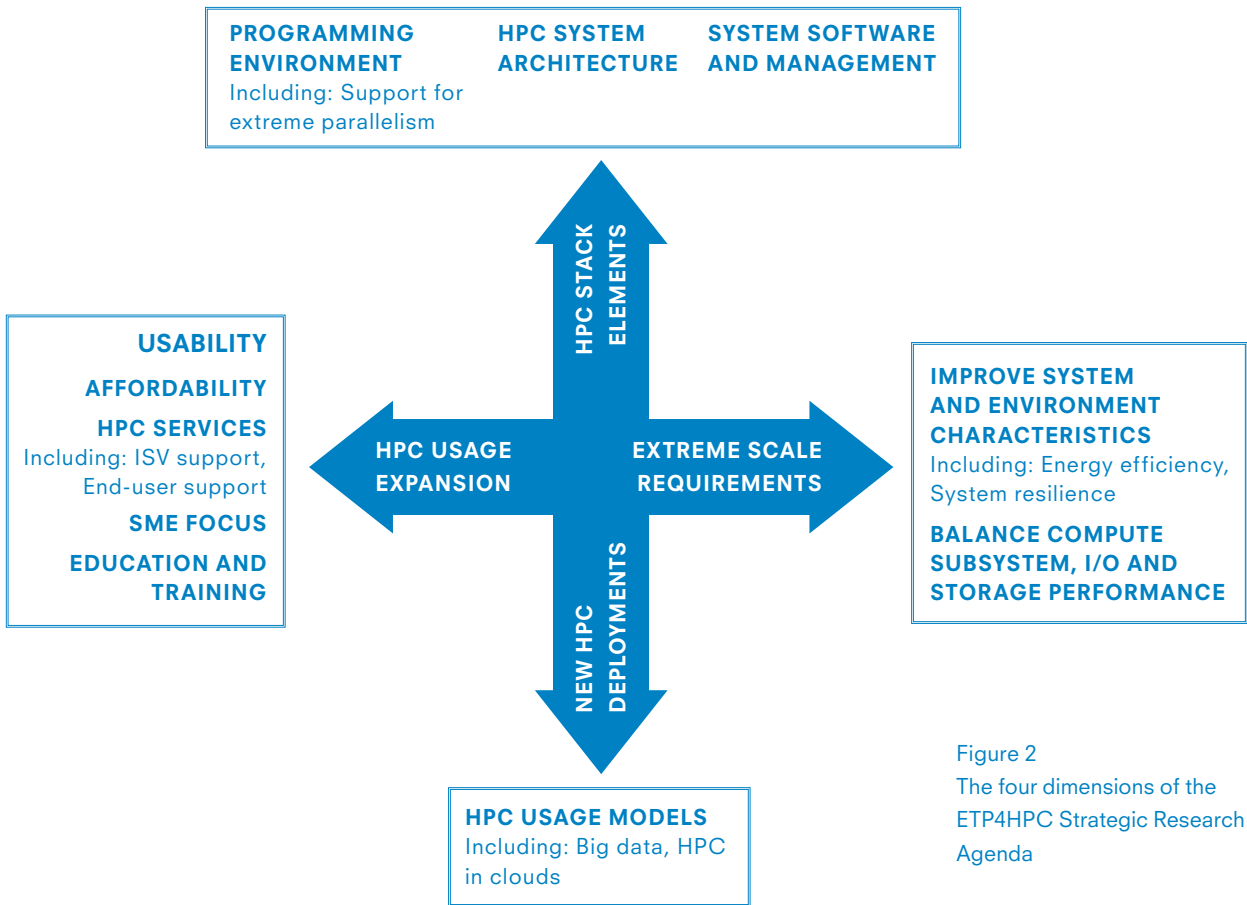 PROGRAMMING
ENVIRONMENT
Including: Support for
extreme parallelism
HPC SYSTEM
ARCHITECTURE
SYSTEM SOFTWARE
AND MANAGEMENT
HPC STACK
ELEMENTS
USABILITY
AFFORDABILITY
HPC SERVICES
Including: ISV support,
End-user support
SME FOCUS
EDUCATION AND
TRAINING
HPC USAGE
EXPANSION
EXTREME SCALE
REQUIREMENTS
IMPROVE SYSTEM
AND ENVIRONMENT
CHARACTERISTICS
Including: Energy efficiency,
System resilience
BALANCE COMPUTE
SUBSYSTEM, I/O AND
STORAGE PERFORMANCE
NEW HPC
DEPLOYMENTS
HPC USAGE MODELS
Including: Big data, HPC
in clouds
Figure 2
The four dimensions of the
ETP4HPC Strategic Research
Agenda